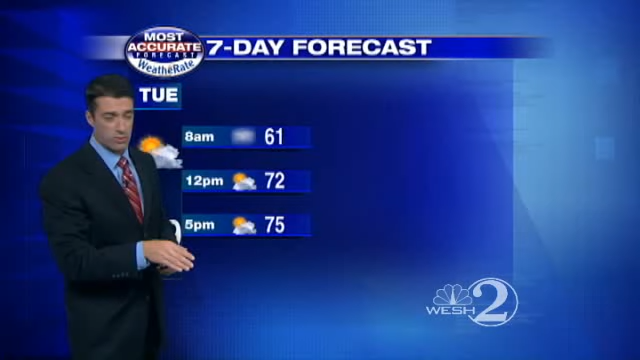 MOST
ACCURATE
FORECAST
WeatheRate
7-DAY FORECAST
TUE
8am 61
12pm 72
5pm 75
WESH 2